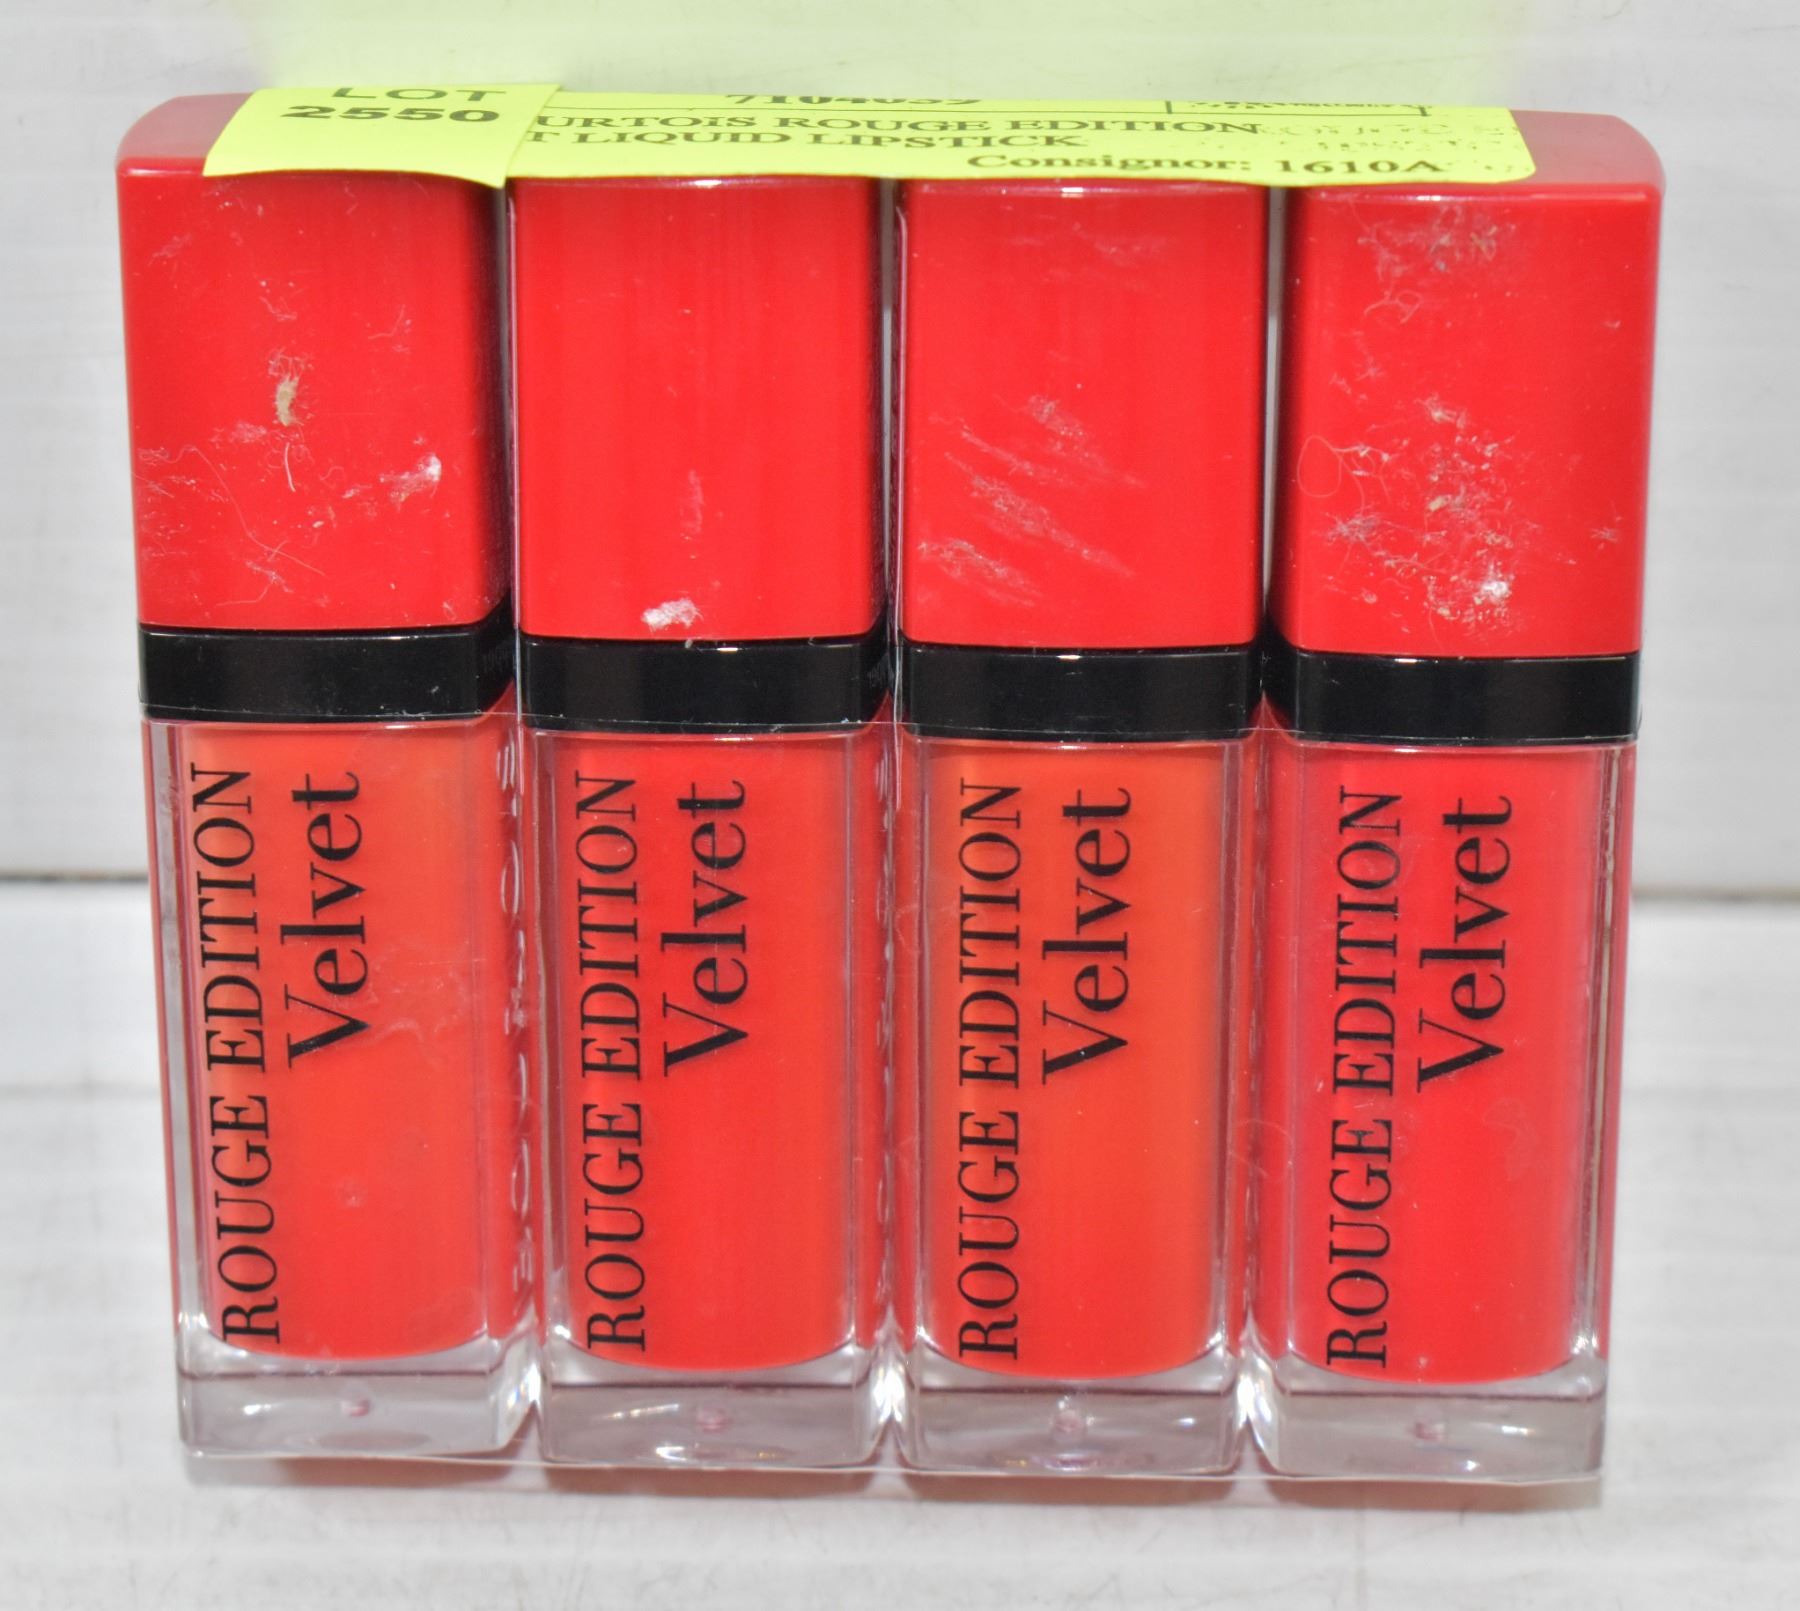 LOT
2550
URTOIS ROUGE EDITION
T LIQUID LIPSTICK
Consignor: 1610A
ROUGE EDITION
Velvet
ROUGE EDITION
Velvet
ROUGE EDITION
Velvet
ROUGE EDITION
Velvet